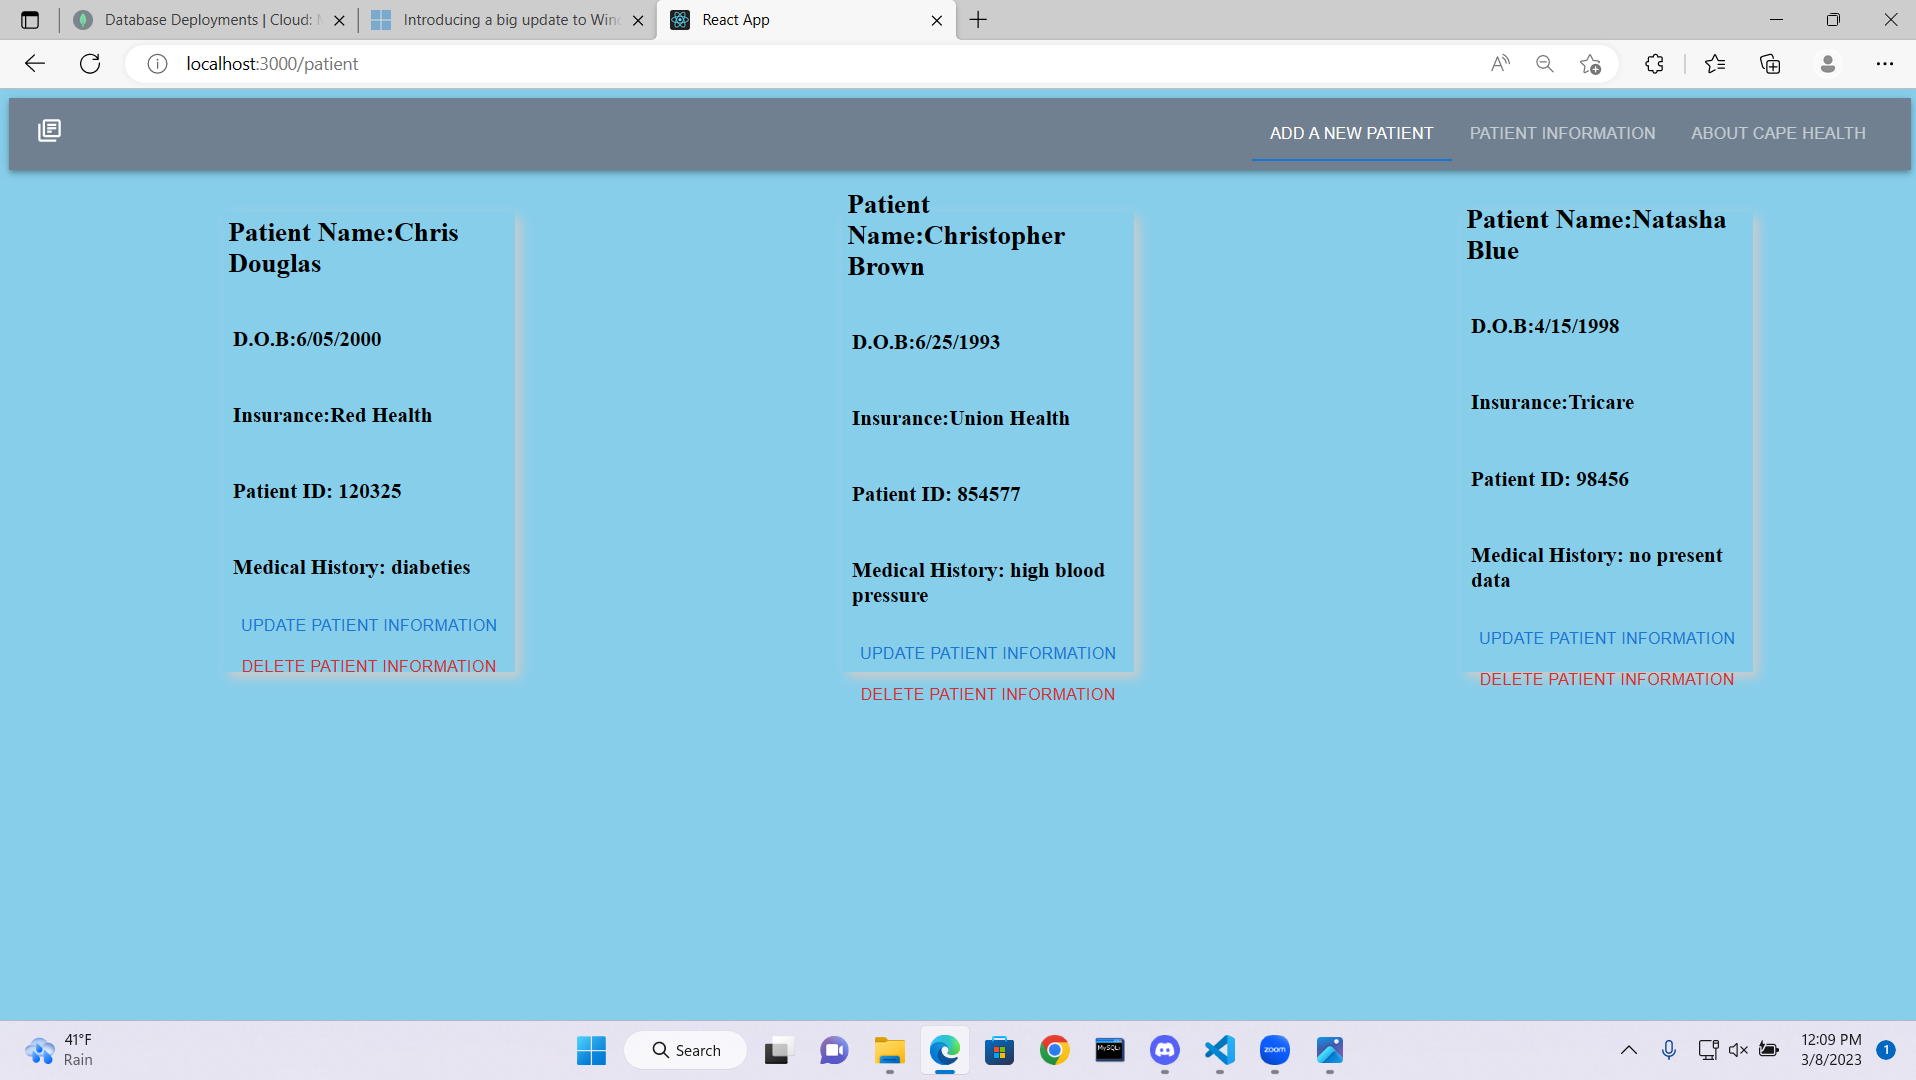 Database Deployments | Cloud: M
Introducing a big update to Wind
React App
localhost:3000/patient
ADD A NEW PATIENT
PATIENT INFORMATION
ABOUT CAPE HEALTH
Patient Name:Chris
Douglas
D.O.B:6/05/2000
Insurance:Red Health
Patient ID: 120325
Medical History: diabeties
UPDATE PATIENT INFORMATION
DELETE PATIENT INFORMATION
Patient
Name:Christopher
Brown
D.O.B:6/25/1993
Insurance:Union Health
Patient ID: 854577
Medical History: high blood
pressure
UPDATE PATIENT INFORMATION
DELETE PATIENT INFORMATION
Patient Name:Natasha
Blue
D.O.B:4/15/1998
Insurance:Tricare
Patient ID: 98456
Medical History: no present
data
UPDATE PATIENT INFORMATION
DELETE PATIENT INFORMATION
41°F
Rain
Search
MySQL
zoom
12:09 PM
3/8/2023
1